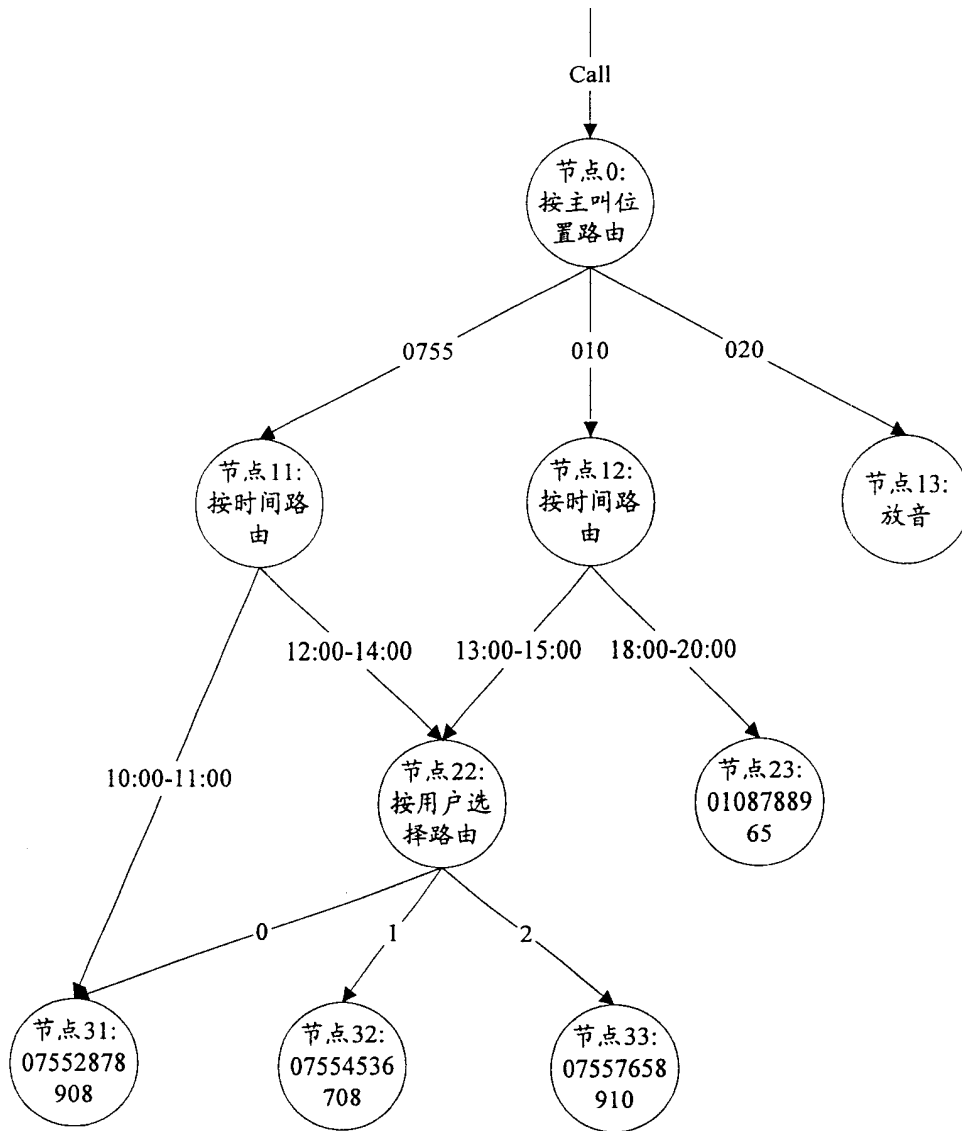 Call
节点0:
按主叫位
置路由
0755
010
020
节点11:
按时间路
由
节点12:
按时间路
由
节点13:
放音
12:00-14:00
13:00-15:00
18:00-20:00
10:00-11:00
节点22:
按用户选
择路由
节点23:
01087889
65
0
1
2
节点31:
07552878
908
节点32:
07554536
708
节点33:
07557658
910